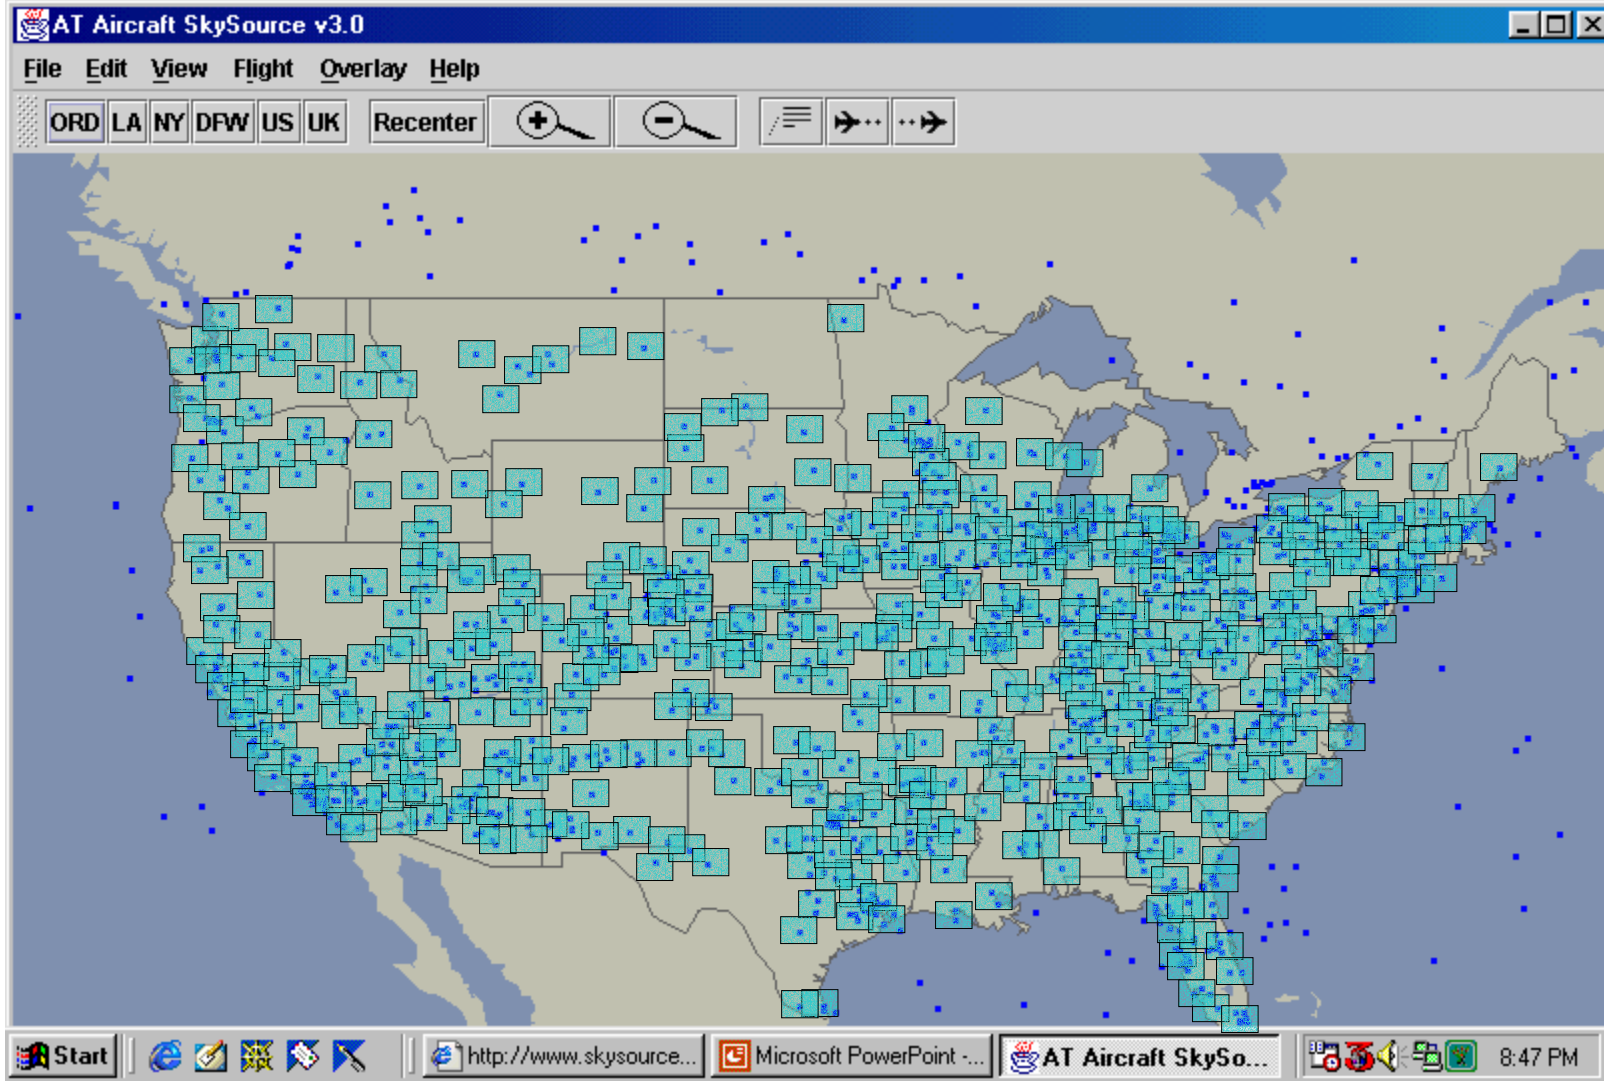 AT Aircraft SkySource v3.0
File Edit View Flight Overlay Help
ORD LA NY DFW US UK Recenter
Start http://www.skysource... Microsoft PowerPoint -... AT Aircraft SkySo... 8:47 PM